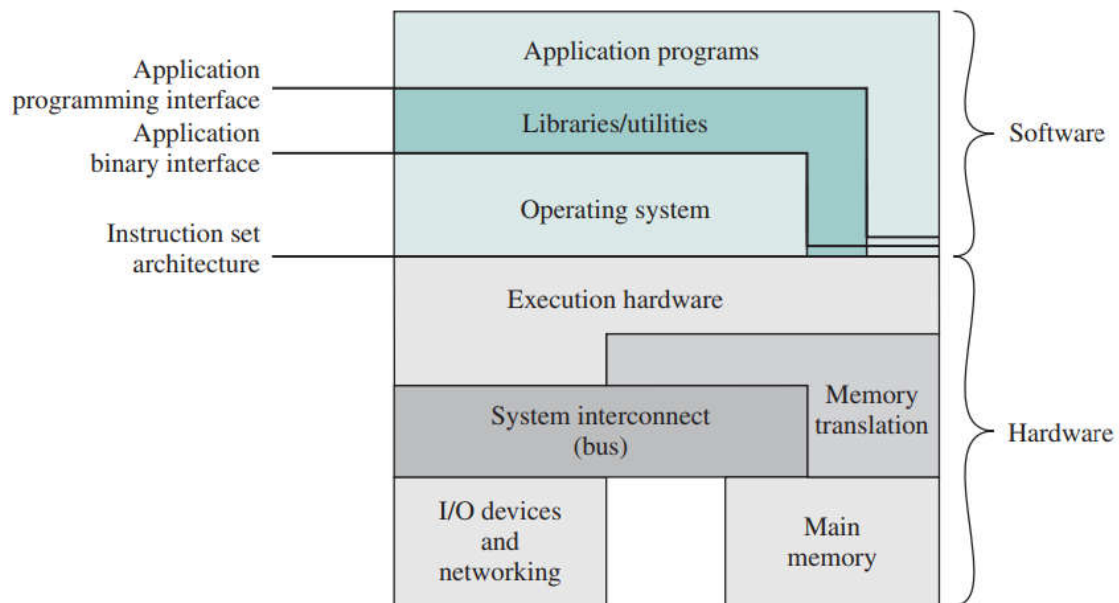 Application programs
Application
programming interface
Libraries/utilities
Application
binary interface
Software
Operating system
Instruction set
architecture
Execution hardware
Memory
translation
System interconnect
(bus)
Hardware
I/O devices
and
networking
Main
memory